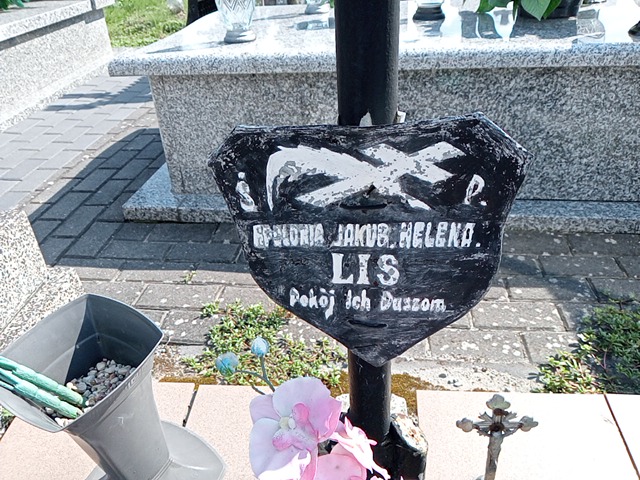 Ś. P.
APOLONIA JAKUB. HELENA.
LIS
Pokój Ich Duszom